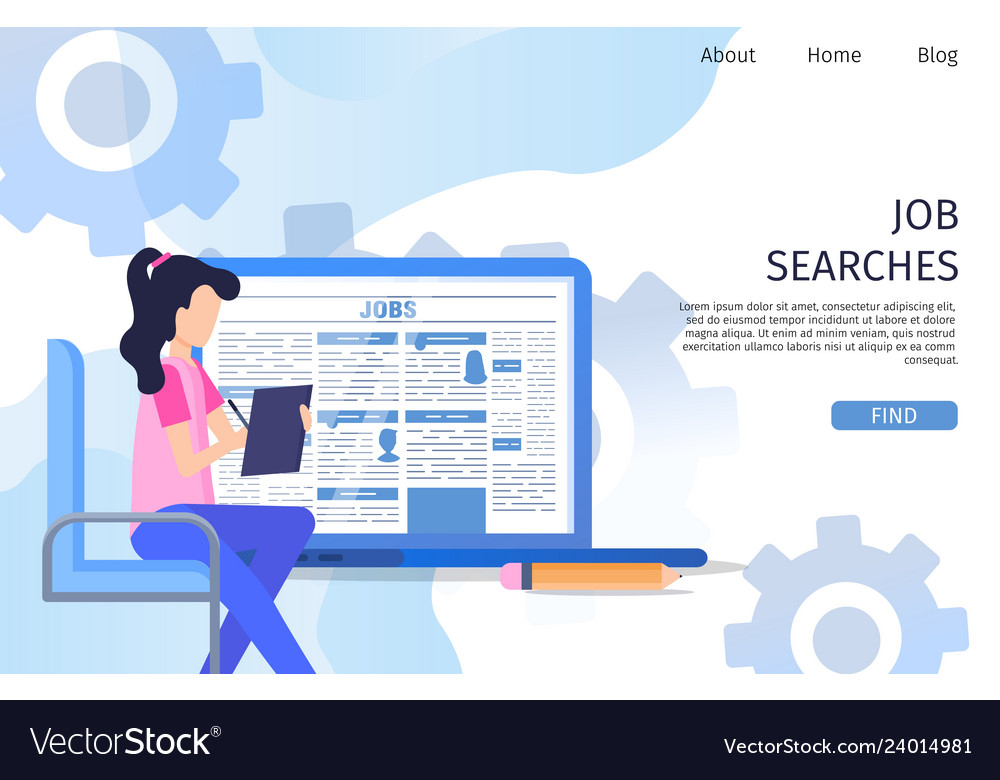 About Home Blog
JOB
SEARCHES
Lorem ipsum dolor sit amet, consectetur adipiscing elit,
sed do eiusmod tempor incididunt ut labore et dolore
magna aliqua. Ut enim ad minim veniam, quis nostrud
exercitation ullamco laboris nisi ut aliquip ex ea comm
consequat.
FIND
JOBS
VectorStock®
VectorStock.com/24014981